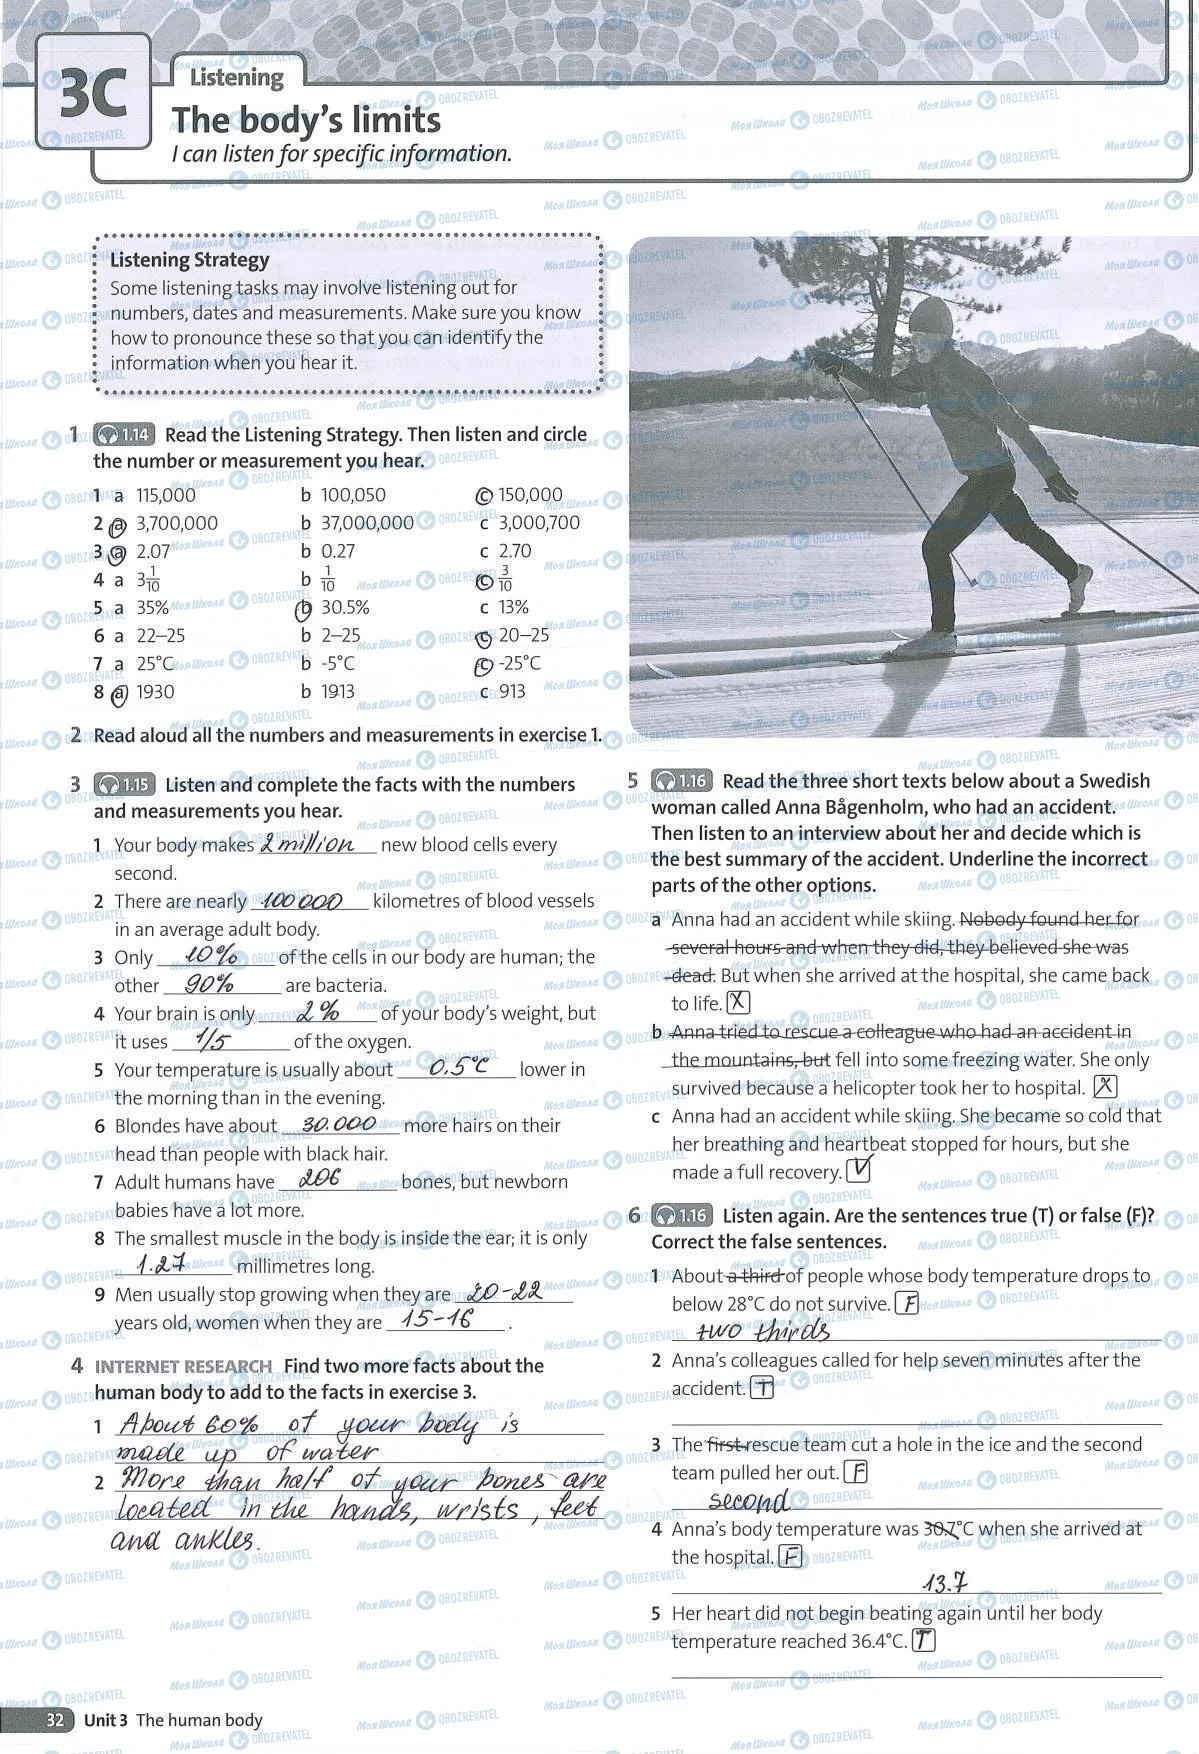 3C
Listening
The body's limits
I can listen for specific information.
Listening Strategy
Some listening tasks may involve listening out for
numbers, dates and measurements. Make sure you know
how to pronounce these so that you can identify the
information when you hear it.
1 1.14 Read the Listening Strategy. Then listen and circle
the number or measurement you hear.
1 a 115,000 b 100,050 c 150,000
2 a 3,700,000 b 37,000,000 c 3,000,700
3 a 2.07 b 0.27 c 2.70
4 a 3 1/10 b 1/10 c 3/10
5 a 35% b 30.5% c 13%
6 a 22–25 b 2–25 c 20–25
7 a 25°C b -5°C c -25°C
8 a 1930 b 1913 c 913
2 Read aloud all the numbers and measurements in exercise 1.
3 1.15 Listen and complete the facts with the numbers
and measurements you hear.
1 Your body makes 2 million new blood cells every
second.
2 There are nearly 100 000 kilometres of blood vessels
in an average adult body.
3 Only 10% of the cells in our body are human; the
other 90% are bacteria.
4 Your brain is only 2% of your body's weight, but
it uses 1/5 of the oxygen.
5 Your temperature is usually about 0.5°C lower in
the morning than in the evening.
6 Blondes have about 30.000 more hairs on their
head than people with black hair.
7 Adult humans have 206 bones, but newborn
babies have a lot more.
8 The smallest muscle in the body is inside the ear; it is only
1.27 millimetres long.
9 Men usually stop growing when they are 20-22
years old, women when they are 15-16.
4 INTERNET RESEARCH Find two more facts about the
human body to add to the facts in exercise 3.
1 About 60% of your body is
made up of water
2 More than half of your bones are
located in the hands, wrists, feet
and ankles.
5 1.16 Read the three short texts below about a Swedish
woman called Anna Bågenholm, who had an accident.
Then listen to an interview about her and decide which is
the best summary of the accident. Underline the incorrect
parts of the other options.
a Anna had an accident while skiing. Nobody found her for
several hours and when they did, they believed she was
dead. But when she arrived at the hospital, she came back
to life. X
b Anna tried to rescue a colleague who had an accident in
the mountains, but fell into some freezing water. She only
survived because a helicopter took her to hospital. X
c Anna had an accident while skiing. She became so cold that
her breathing and heartbeat stopped for hours, but she
made a full recovery. V
6 1.16 Listen again. Are the sentences true (T) or false (F)?
Correct the false sentences.
1 About a third of people whose body temperature drops to
below 28°C do not survive. F
two thirds
2 Anna's colleagues called for help seven minutes after the
accident. T
3 The first rescue team cut a hole in the ice and the second
team pulled her out. F
second
4 Anna's body temperature was 30.7°C when she arrived at
the hospital. F
13.7
5 Her heart did not begin beating again until her body
temperature reached 36.4°C. T
32 Unit 3 The human body
Моя Школа OBOZREVATEL